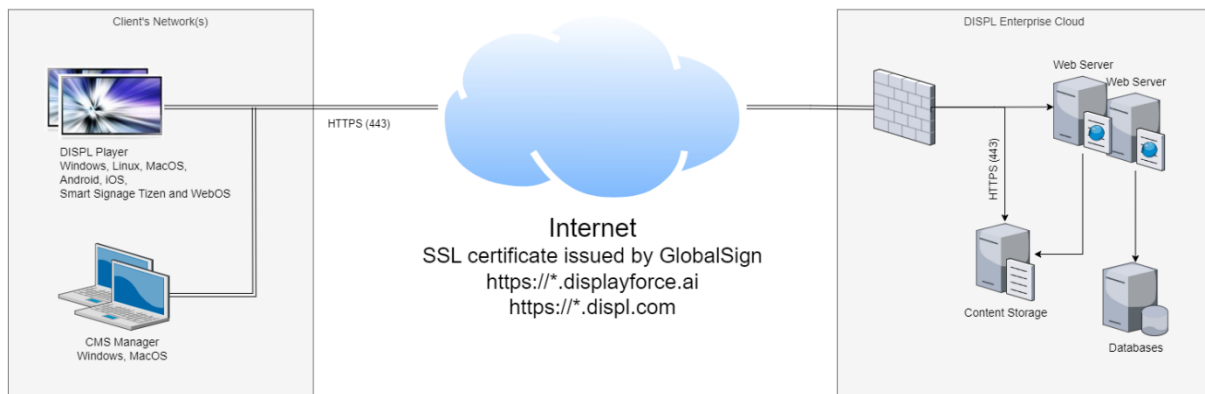 Client's Network(s)
DISPL Player
Windows, Linux, MacOS,
Android, iOS,
Smart Signage Tizen and WebOS
CMS Manager
Windows, MacOS
HTTPS (443)
Internet
SSL certificate issued by GlobalSign
https://*.displayforce.ai
https://*.displ.com
DISPL Enterprise Cloud
Web Server
Web Server
HTTPS (443)
Content Storage
Databases